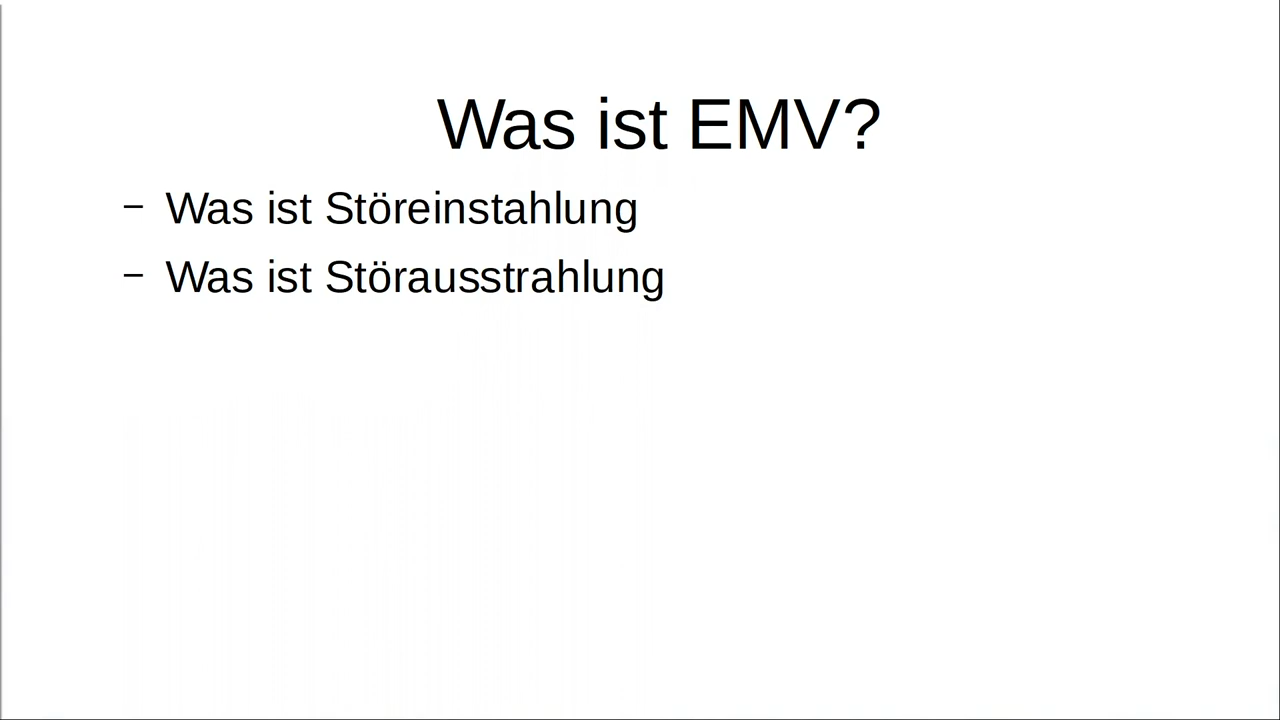 Was ist EMV?
– Was ist Störeinstahlung
– Was ist Störausstrahlung